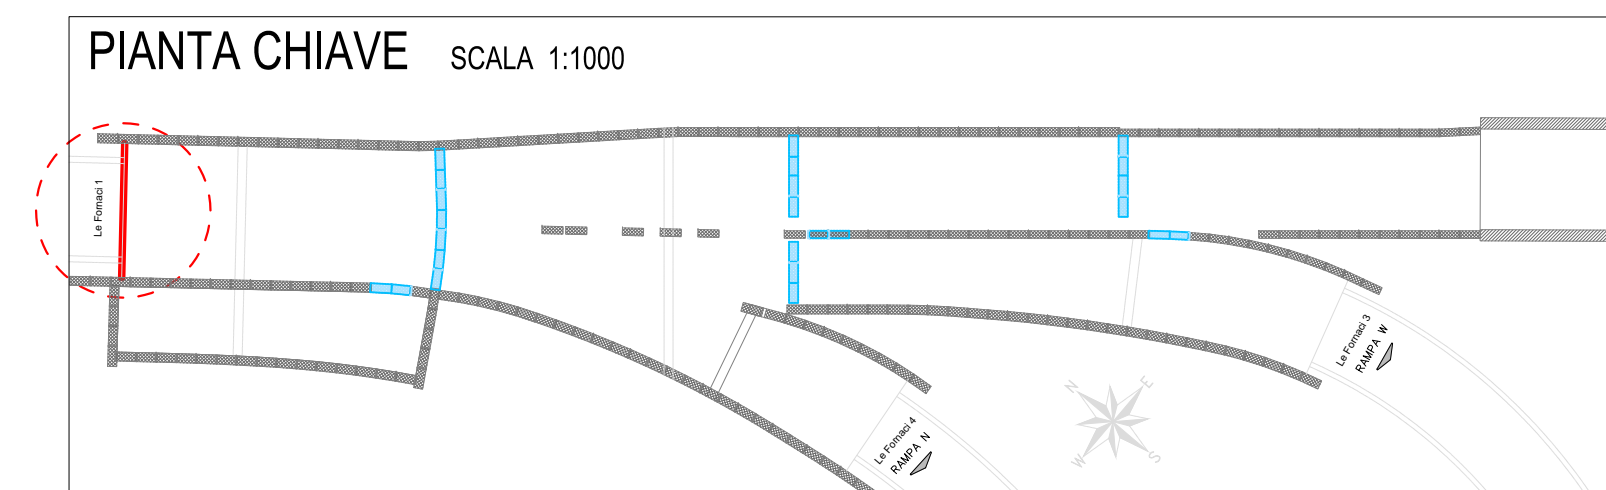 PIANTA CHIAVE SCALA 1:1000
Le Fornaci 1
Le Fornaci 3
RAMPA W
Le Fornaci 4
RAMPA N
N
E
W
S